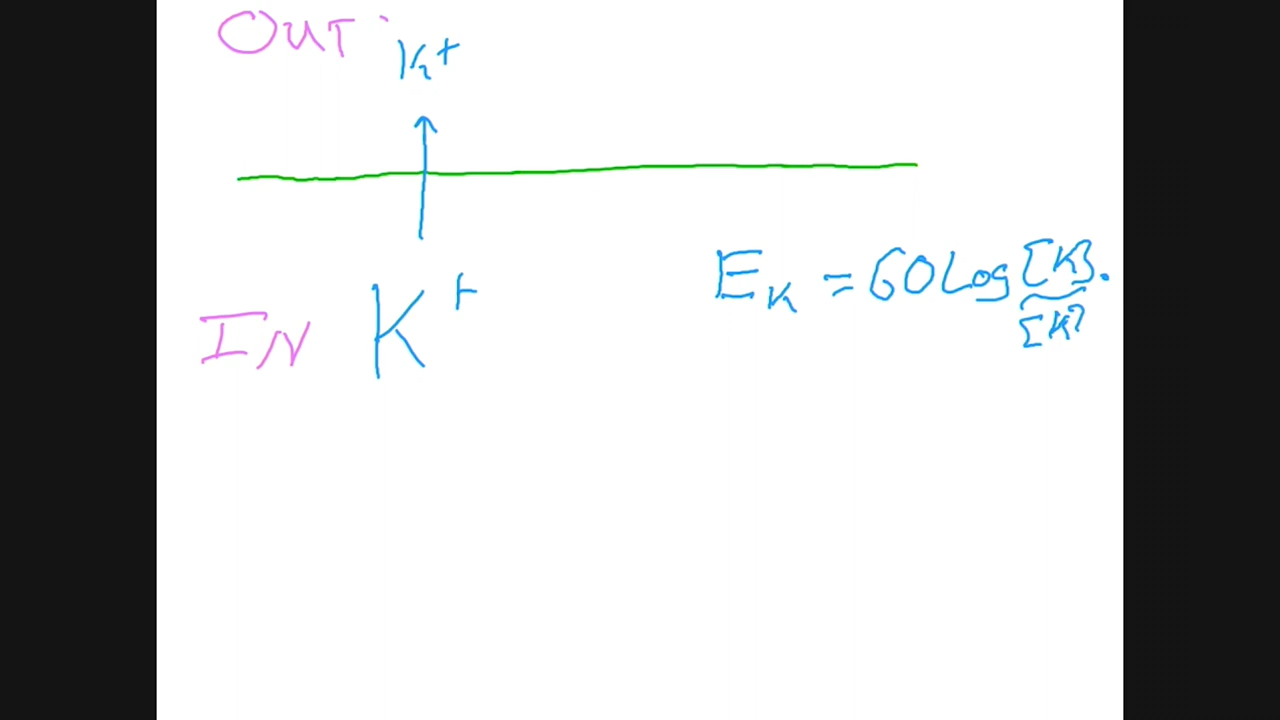 OUT
K+
EK = 60 Log [K].
[K]
IN K+